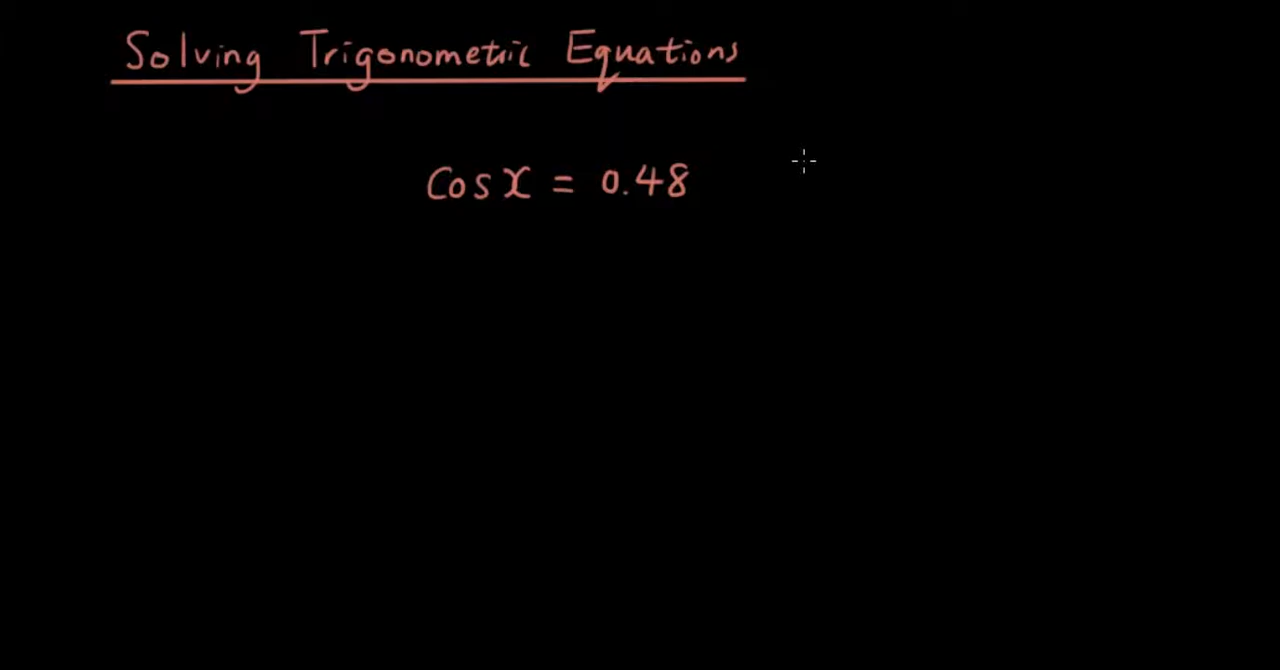 Solving Trigonometric Equations
Cos x = 0.48